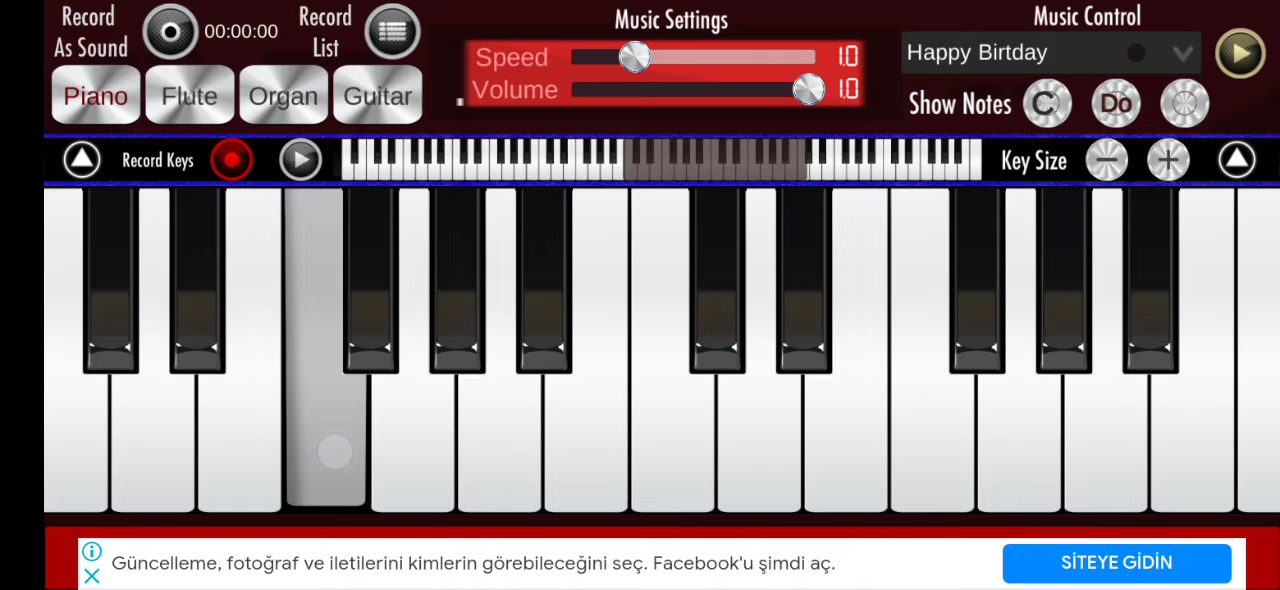 Record
As Sound
00:00:00
Record
List
Piano
Flute
Organ
Guitar
Music Settings
Speed
1.0
Volume
1.0
Music Control
Happy Birtday
Show Notes
C
Do
Record Keys
Key Size
Güncelleme, fotoğraf ve iletilerini kimlerin görebileceğini seç. Facebook'u şimdi aç.
SİTEYE GİDİN